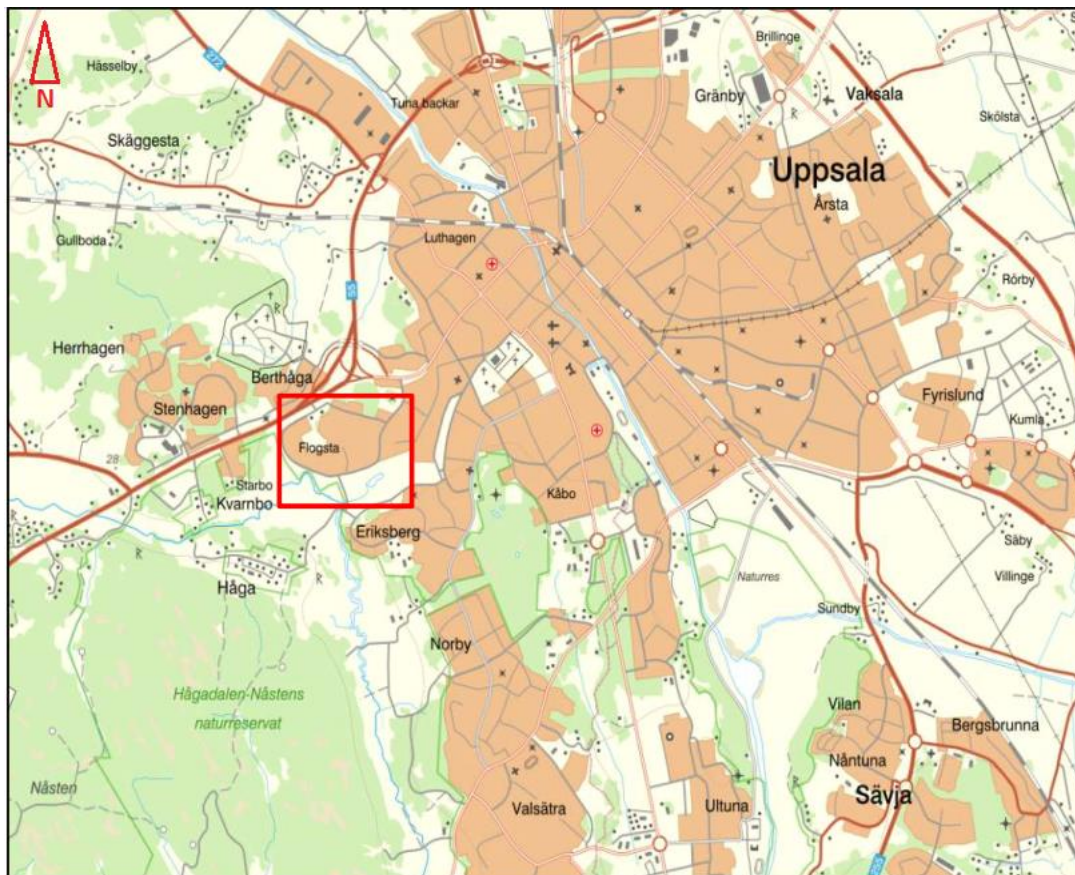 N
272
Hässelby
Skäggesta
Tuna backar
Brillinge
Gränby
Vaksala
Skölsta
Uppsala
Årsta
Gullboda
Luthagen
R
Rörby
55
R
Herrhagen
Berthåga
Stenhagen
Fyrislund
Kumla
Flogsta
28
Starbo
Kvarnbo
Kåbo
Eriksberg
R
R
Håga
Naturres
Säby
Villinge
Sundby
Norby
Hågadalen-Nåstens
naturreservat
Vilan
Bergsbrunna
Nåntuna
Nåsten
Sävja
Valsätra
Ultuna
R
255